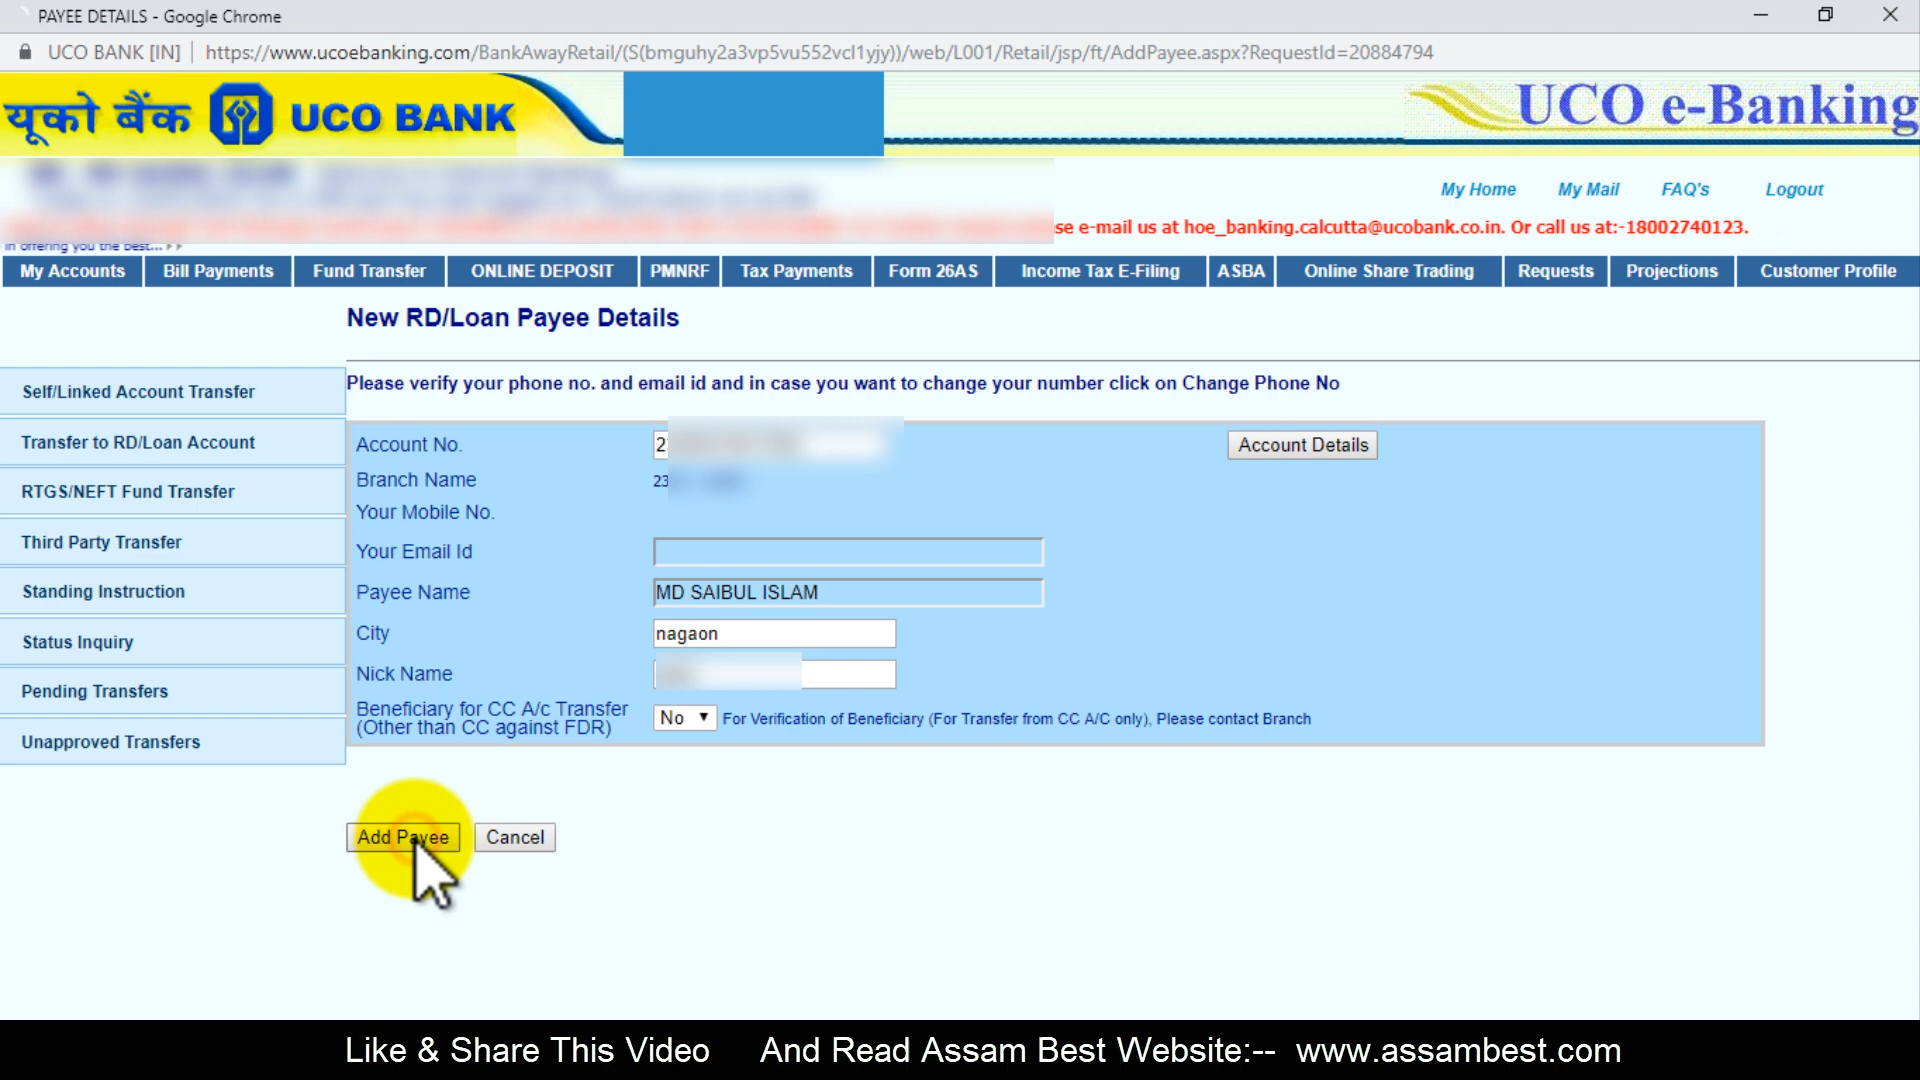 PAYEE DETAILS - Google Chrome
UCO BANK [IN] https://www.ucoebanking.com/BankAwayRetail/(S(bmguhy2a3vp5vu552vcl1yjy))/web/L001/Retail/jsp/ft/AddPayee.aspx?RequestId=20884794
यूको बैंक UCO BANK UCO e-Banking
My Home My Mail FAQ's Logout
se e-mail us at hoe_banking.calcutta@ucobank.co.in. Or call us at:-18002740123.
in offering you the best...
My Accounts Bill Payments Fund Transfer ONLINE DEPOSIT PMNRF Tax Payments Form 26AS Income Tax E-Filing ASBA Online Share Trading Requests Projections Customer Profile
New RD/Loan Payee Details
Please verify your phone no. and email id and in case you want to change your number click on Change Phone No
Self/Linked Account Transfer
Transfer to RD/Loan Account
RTGS/NEFT Fund Transfer
Third Party Transfer
Standing Instruction
Status Inquiry
Pending Transfers
Unapproved Transfers
Account No. 2 Account Details
Branch Name 23
Your Mobile No.
Your Email Id
Payee Name MD SAIBUL ISLAM
City nagaon
Nick Name
Beneficiary for CC A/c Transfer
(Other than CC against FDR) No For Verification of Beneficiary (For Transfer from CC A/C only), Please contact Branch
Add Payee Cancel
Like & Share This Video And Read Assam Best Website:-- www.assambest.com